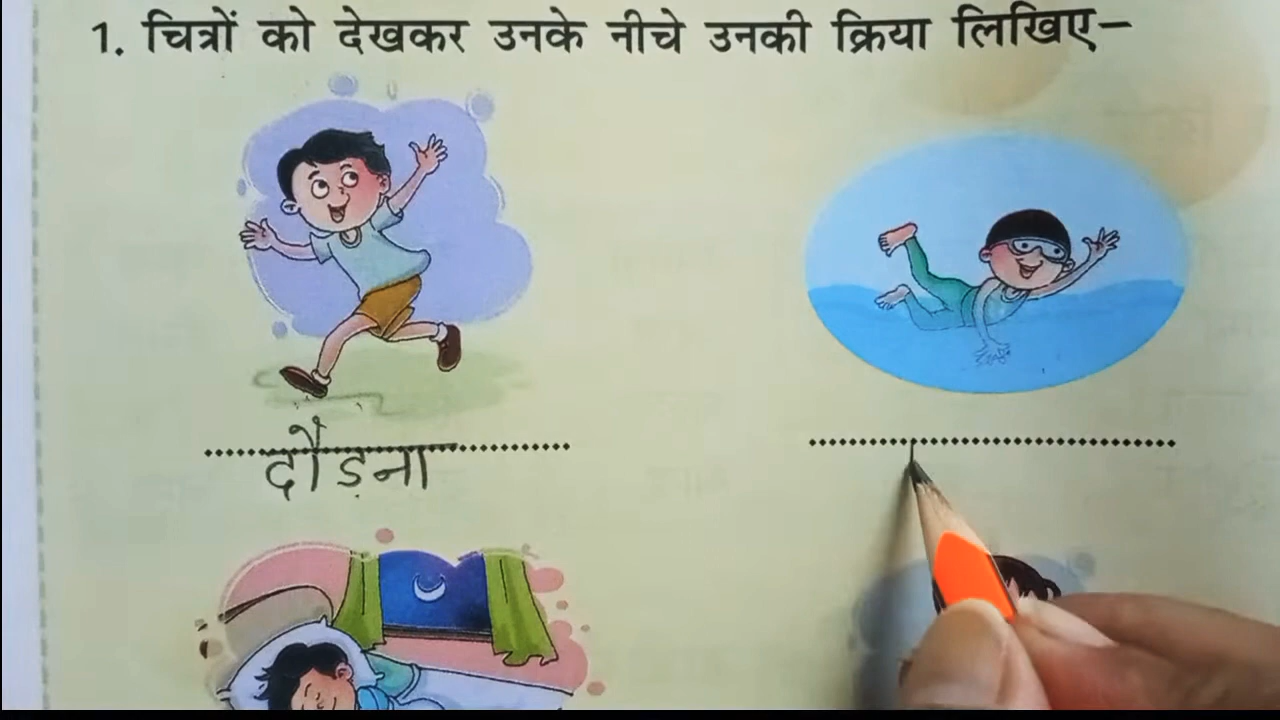 1. चित्रों को देखकर उनके नीचे उनकी क्रिया लिखिए–
दौड़ना